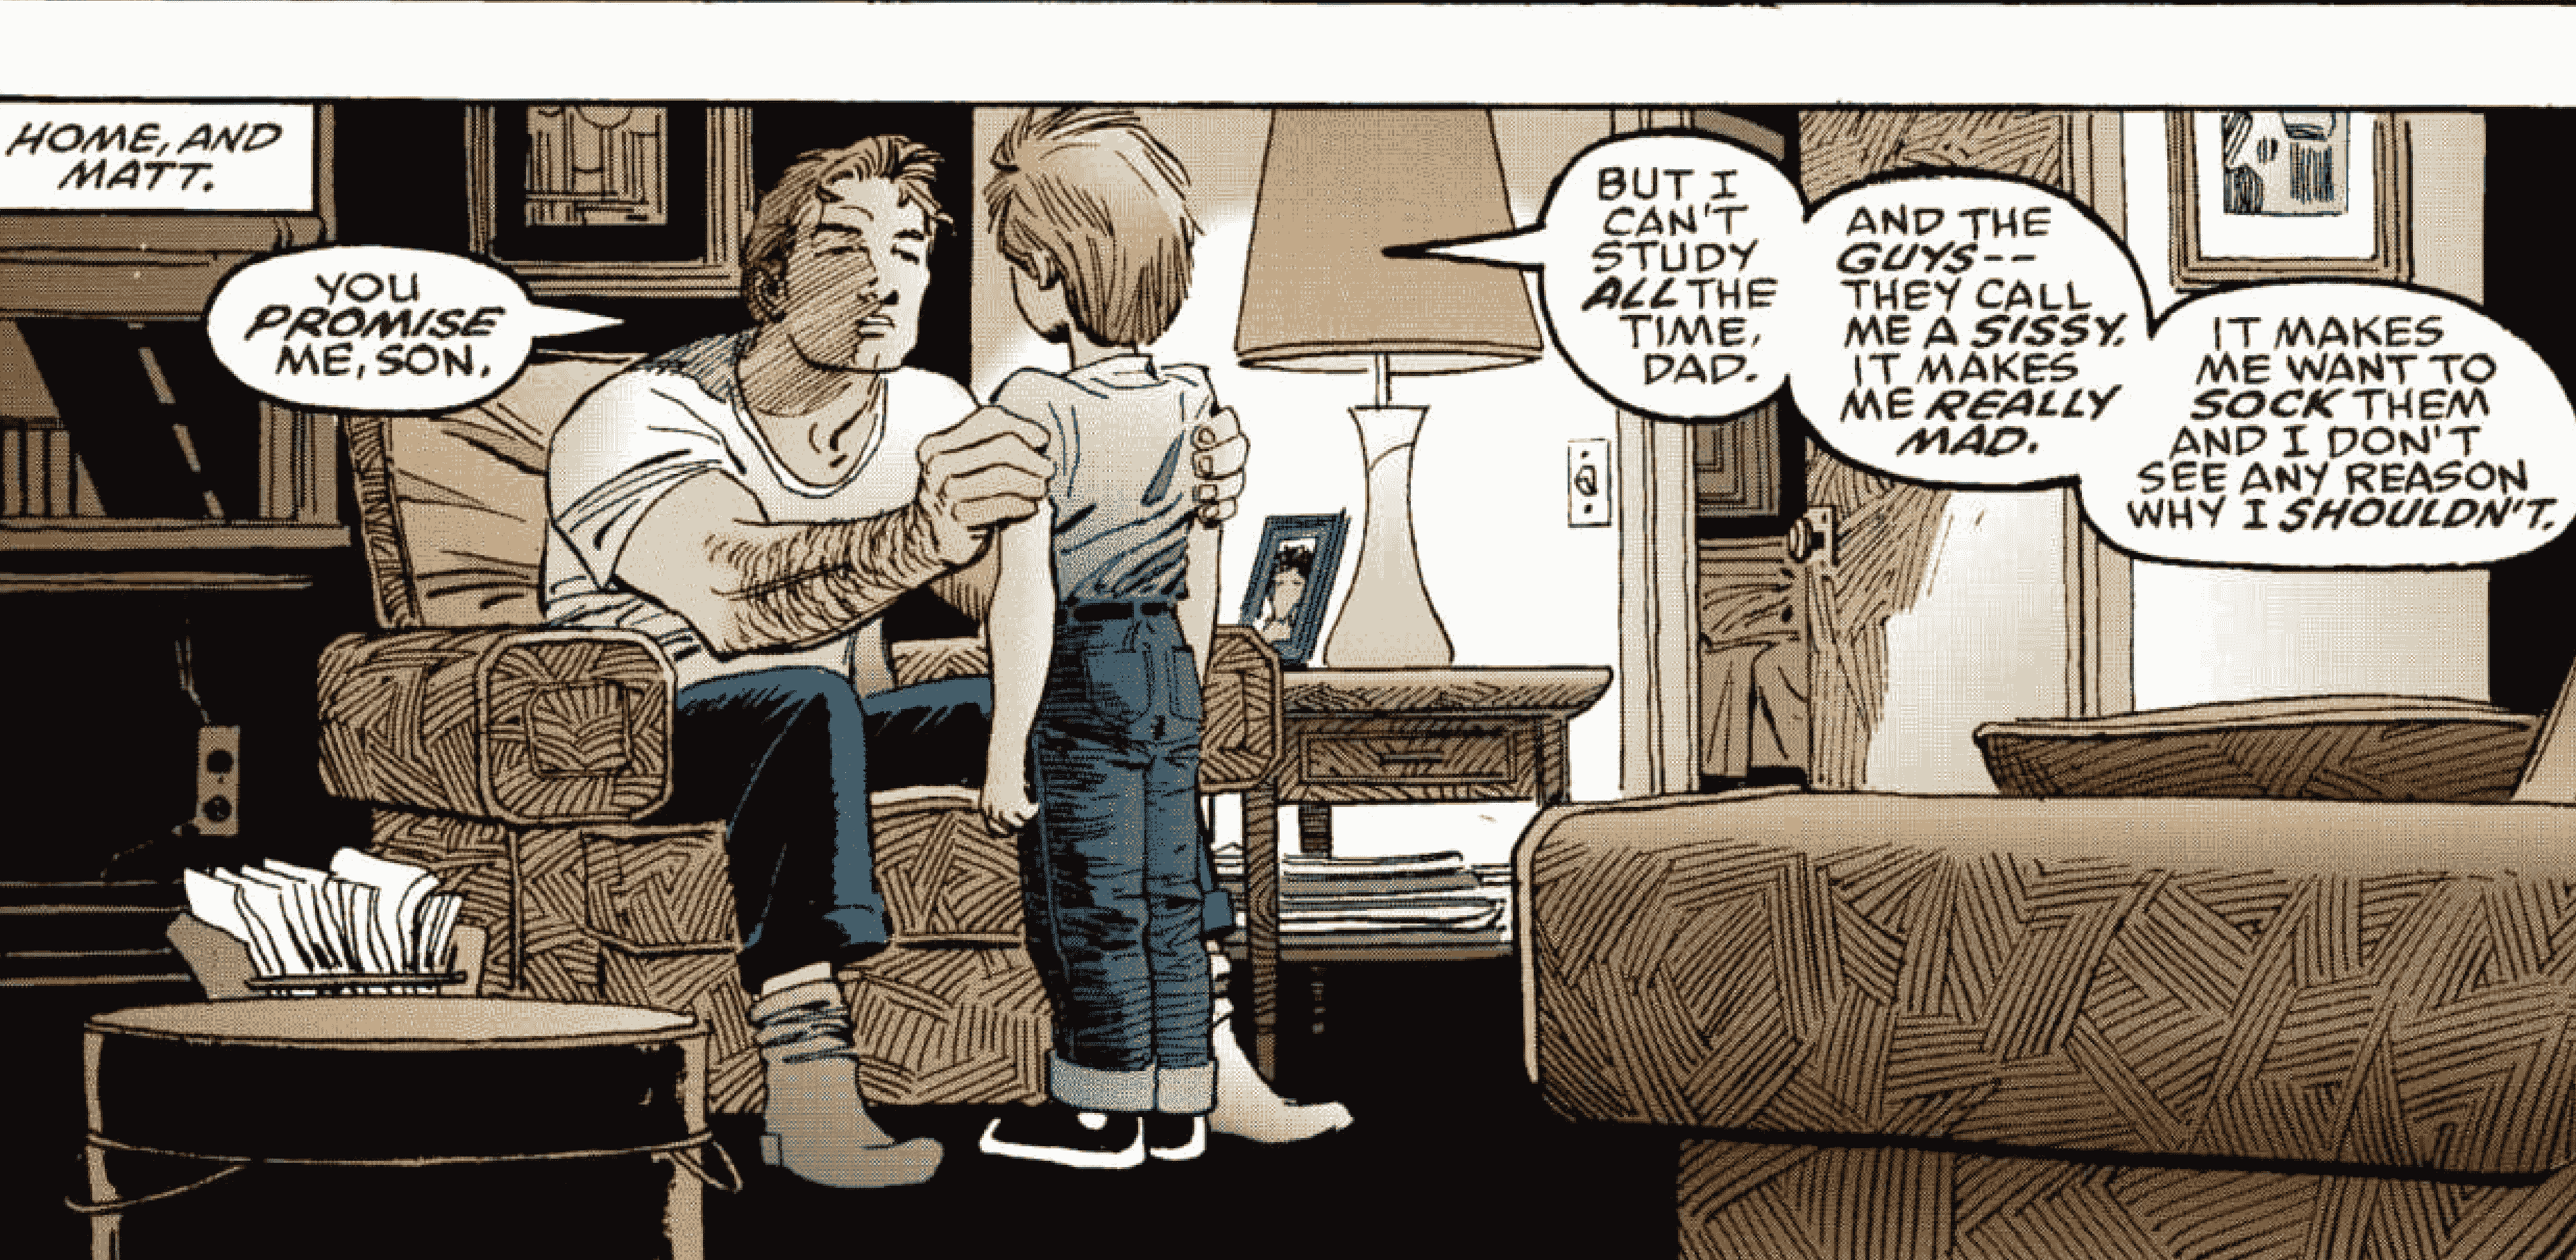 HOME, AND
MATT.
YOU
PROMISE
ME, SON.
BUT I
CAN'T
STUDY
ALL THE
TIME,
DAD.
AND THE
GUYS--
THEY CALL
ME A SISSY.
IT MAKES
ME REALLY
MAD.
IT MAKES
ME WANT TO
SOCK THEM
AND I DON'T
SEE ANY REASON
WHY I SHOULDN'T.